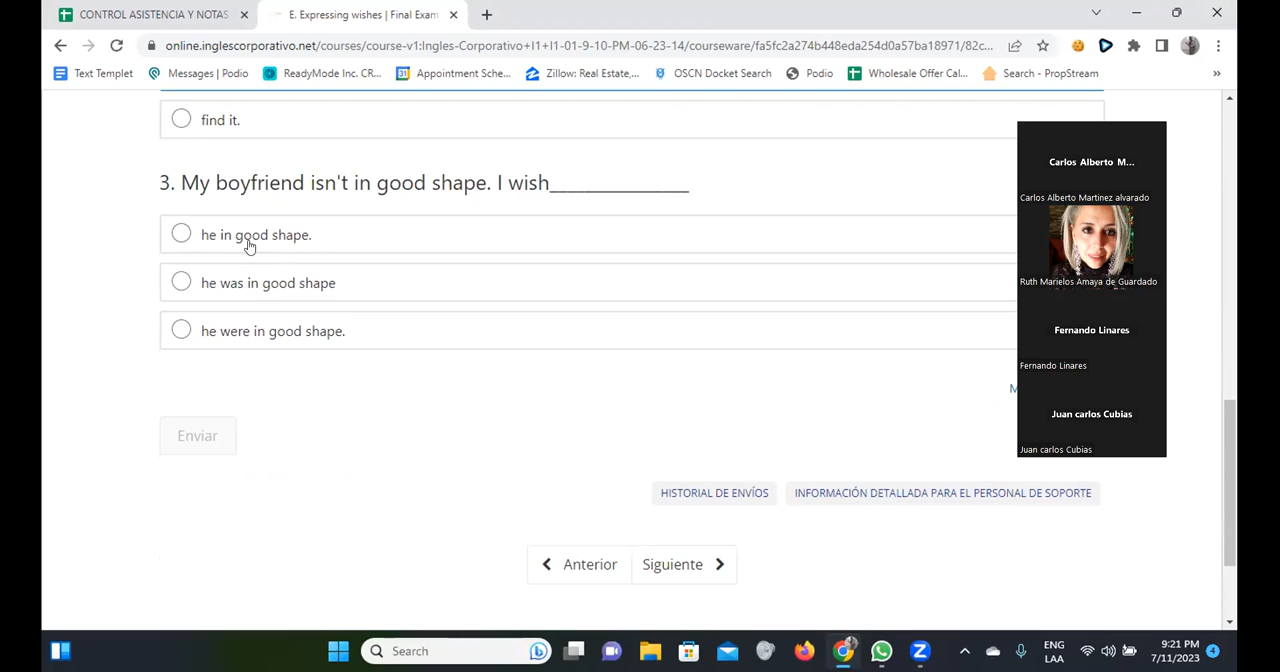 CONTROL ASISTENCIA Y NOTAS
E. Expressing wishes | Final Exam
online.inglescorporativo.net/courses/course-v1:Ingles-Corporativo+I1+I1-01-9-10-PM-06-23-14/courseware/fa5fc2a274b448eda254d0a57ba18971/82c...
Text Templet
Messages | Podio
ReadyMode Inc. CR...
Appointment Sche...
Zillow: Real Estate,...
OSCN Docket Search
Podio
Wholesale Offer Cal...
Search - PropStream
find it.
3. My boyfriend isn't in good shape. I wish_______________
he in good shape.
he was in good shape
he were in good shape.
Carlos Alberto M...
Carlos Alberto Martinez alvarado
Ruth Marielos Amaya de Guardado
Fernando Linares
Fernando Linares
Juan carlos Cubias
Juan carlos Cubias
M
Enviar
HISTORIAL DE ENVÍOS
INFORMACIÓN DETALLADA PARA EL PERSONAL DE SOPORTE
Anterior
Siguiente
Search
ENG
LAA
9:21 PM
7/11/2023
4